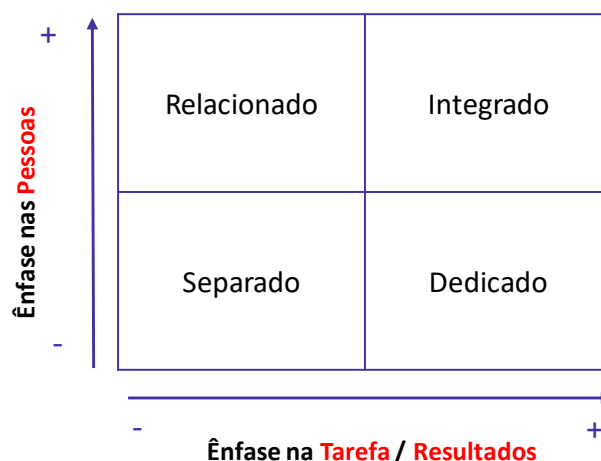 +
Relacionado
Integrado
Ênfase nas Pessoas
Separado
Dedicado
-
-
+
Ênfase na Tarefa / Resultados